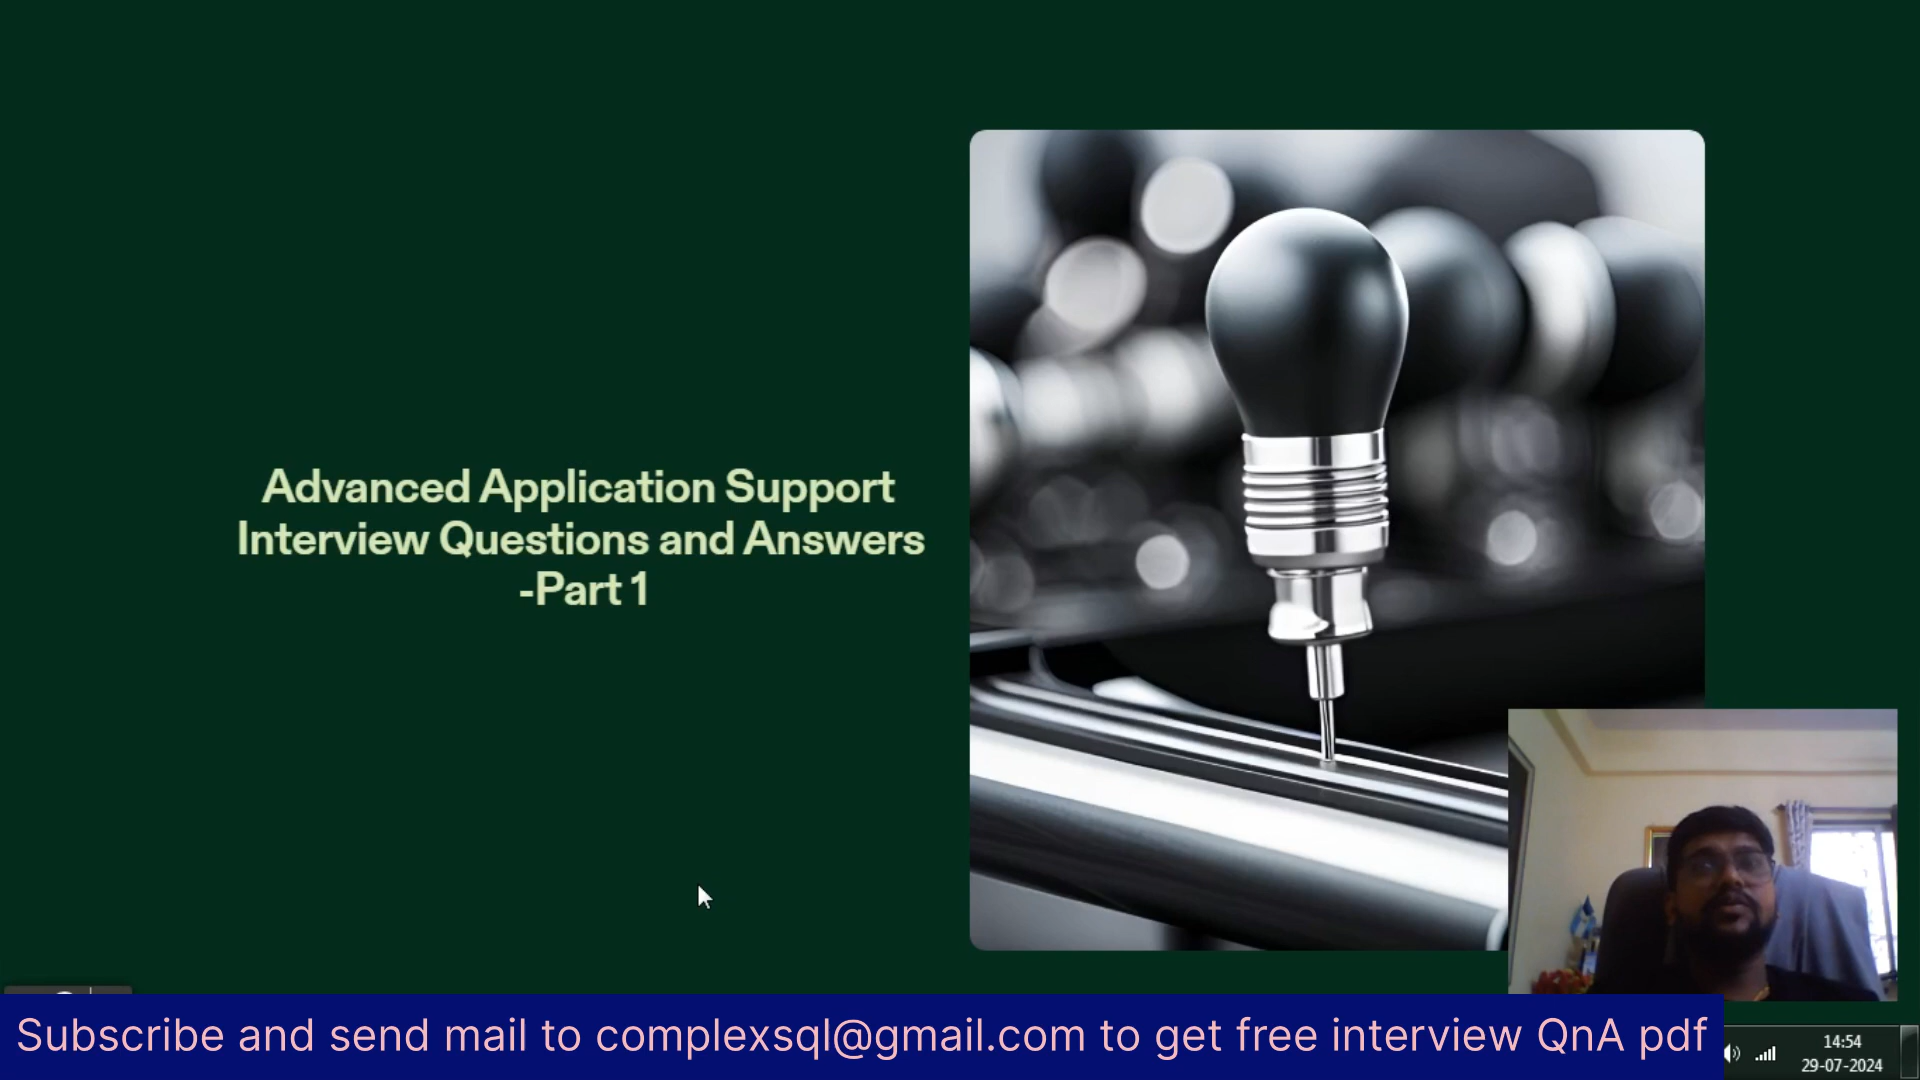 Advanced Application Support
Interview Questions and Answers
-Part 1
Subscribe and send mail to complexsql@gmail.com to get free interview QnA pdf
14:54
29-07-2024